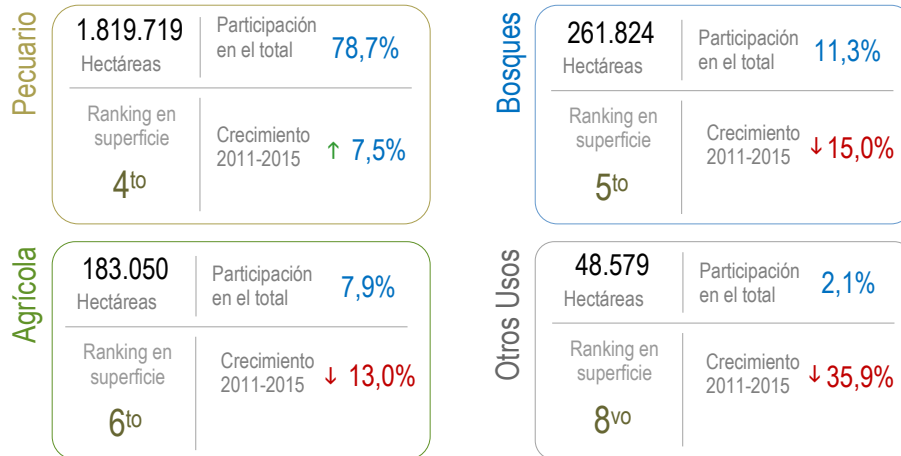 Pecuario
1.819.719
Hectáreas
Participación
en el total
78,7%
Ranking en
superficie
4to
Crecimiento
2011-2015
↑ 7,5%
Bosques
261.824
Hectáreas
Participación
en el total
11,3%
Ranking en
superficie
5to
Crecimiento
2011-2015
↓ 15,0%
Agrícola
183.050
Hectáreas
Participación
en el total
7,9%
Ranking en
superficie
6to
Crecimiento
2011-2015
↓ 13,0%
Otros Usos
48.579
Hectáreas
Participación
en el total
2,1%
Ranking en
superficie
8vo
Crecimiento
2011-2015
↓ 35,9%